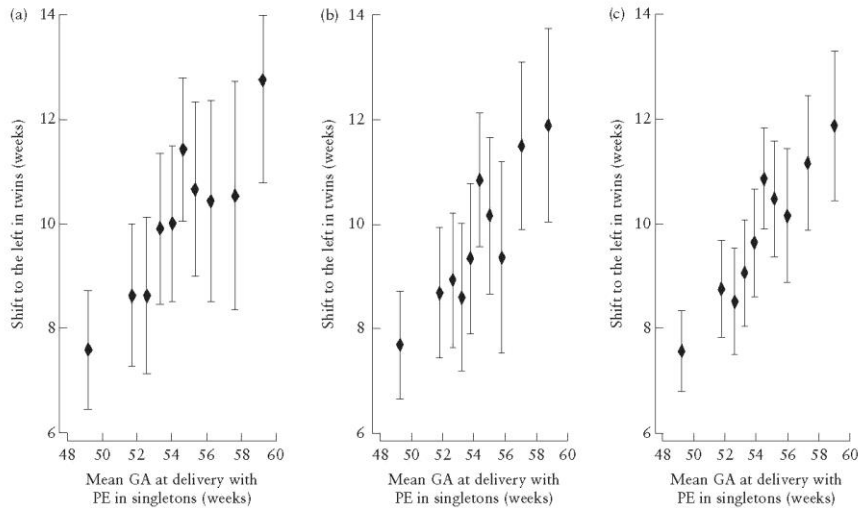 (a)
14
12
10
8
6
Shift to the left in twins (weeks)
48 50 52 54 56 58 60
Mean GA at delivery with
PE in singletons (weeks)
(b)
14
12
10
8
6
Shift to the left in twins (weeks)
48 50 52 54 56 58 60
Mean GA at delivery with
PE in singletons (weeks)
(c)
14
12
10
8
6
Shift to the left in twins (weeks)
48 50 52 54 56 58 60
Mean GA at delivery with
PE in singletons (weeks)